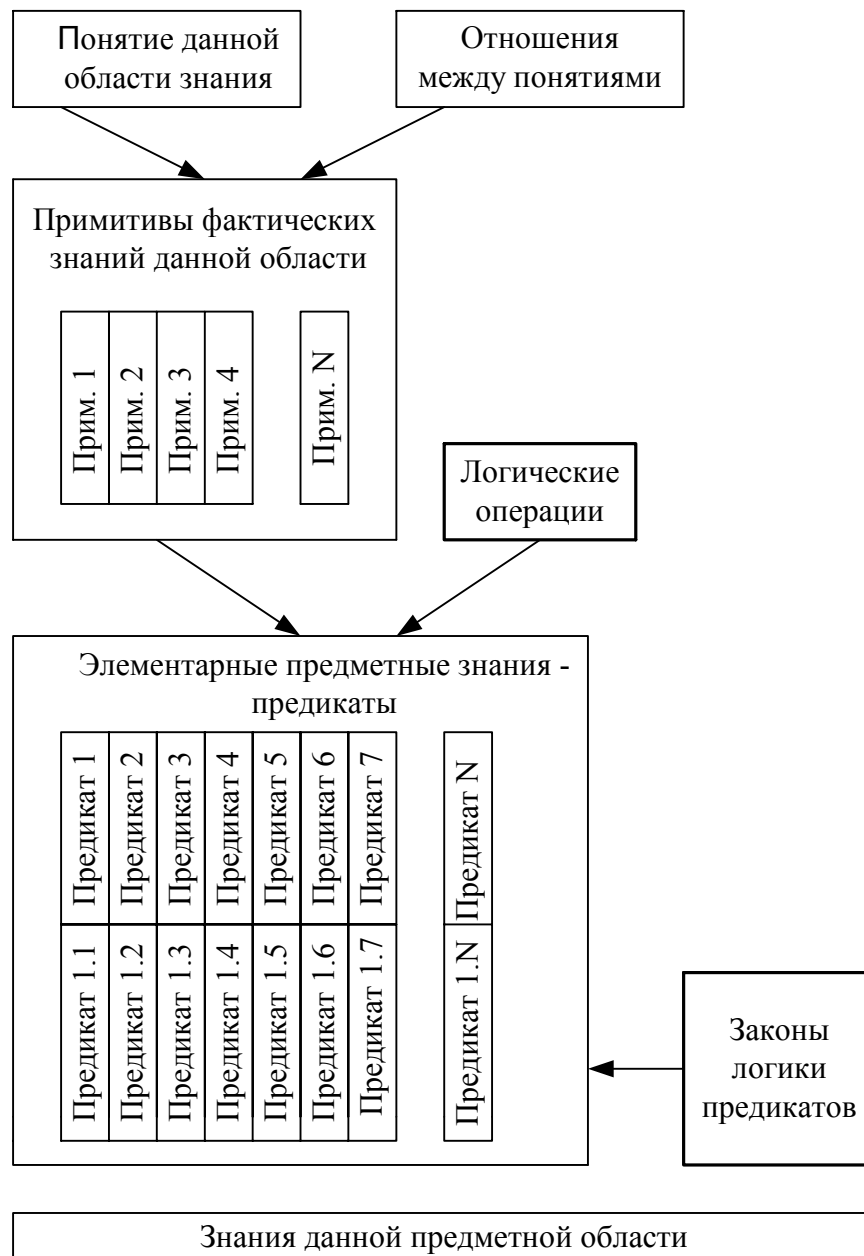 Понятие данной
области знания
Отношения
между понятиями
Примитивы фактических
знаний данной области
Прим. 1
Прим. 2
Прим. 3
Прим. 4
Прим. N
Логические
операции
Элементарные предметные знания -
предикаты
Предикат 1
Предикат 2
Предикат 3
Предикат 4
Предикат 5
Предикат 6
Предикат 7
Предикат N
Предикат 1.1
Предикат 1.2
Предикат 1.3
Предикат 1.4
Предикат 1.5
Предикат 1.6
Предикат 1.7
Предикат 1.N
Законы
логики
предикатов
Знания данной предметной области